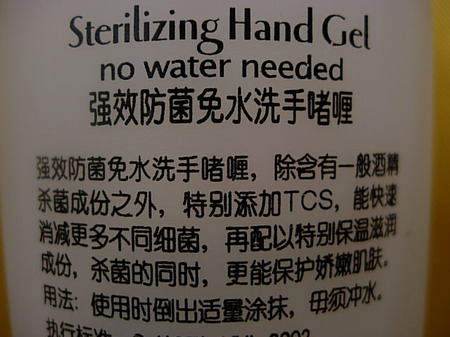 Sterilizing Hand Gel
no water needed
强效防菌免水洗手啫喱
强效防菌免水洗手啫喱，除含有一般酒精
杀菌成份之外，特别添加TCS，能快速
消减更多不同细菌，再配以特别保温滋润
成份，杀菌的同时，更能保护娇嫩肌肤。
用法：使用时倒出适量涂抹，毋须冲水。
执行标准：